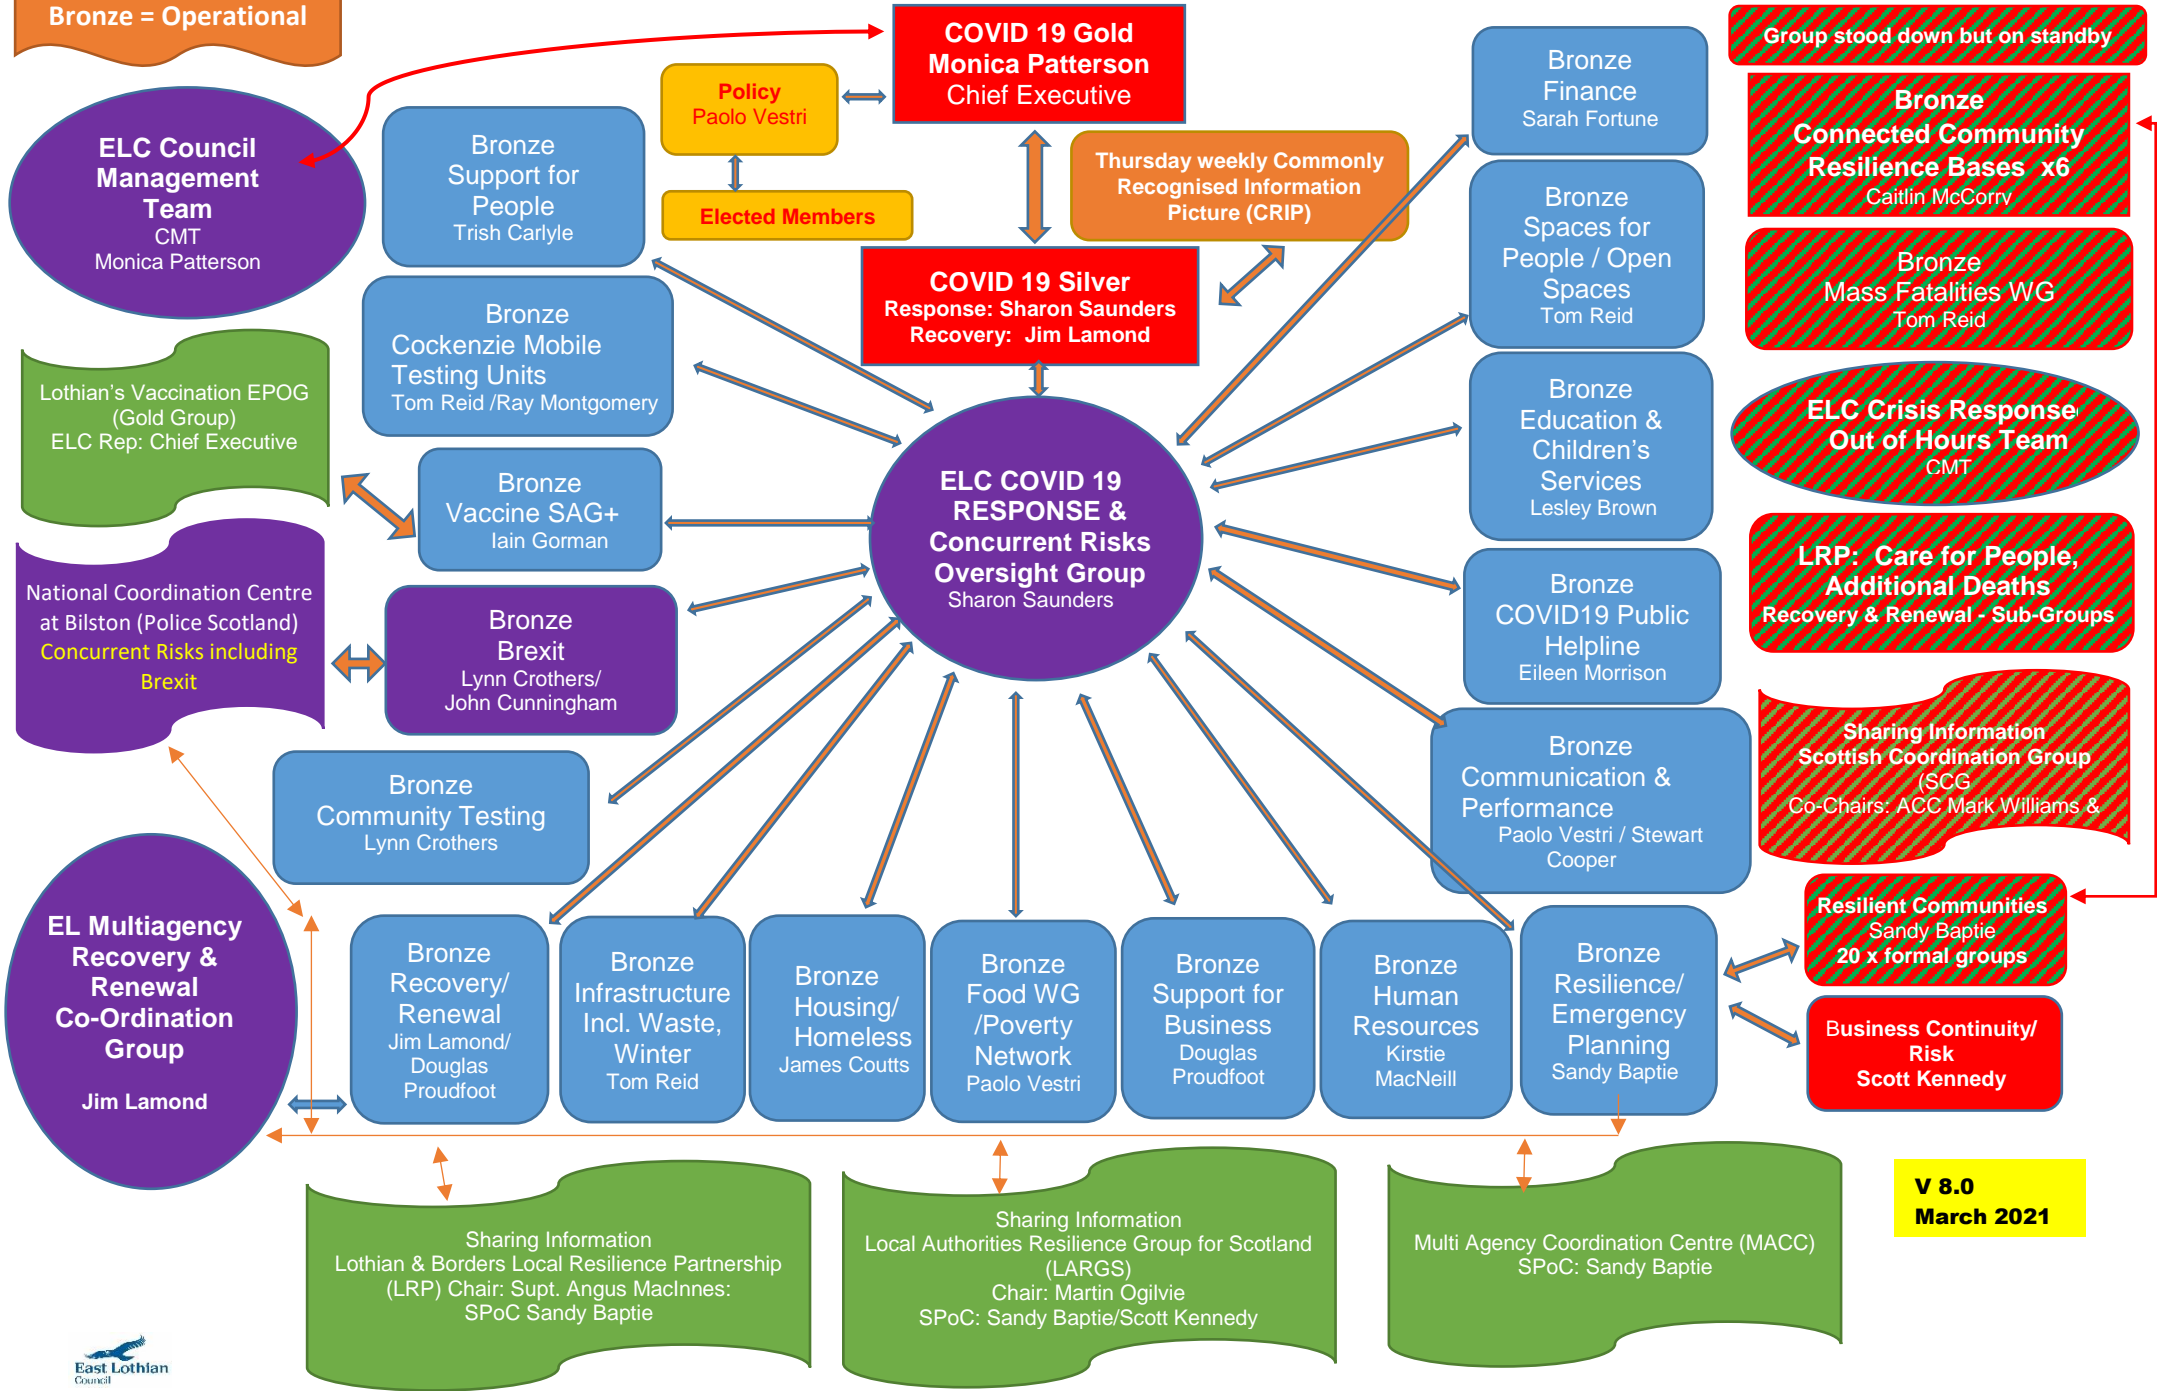 Bronze = Operational
COVID 19 Gold
Monica Patterson
Chief Executive
Policy
Paolo Vestri
Elected Members
Thursday weekly Commonly
Recognised Information
Picture (CRIP)
COVID 19 Silver
Response: Sharon Saunders
Recovery:  Jim Lamond
ELC Council
Management
Team
CMT
Monica Patterson
Bronze
Support for
People
Trish Carlyle
Bronze
Cockenzie Mobile
Testing Units
Tom Reid /Ray Montgomery
Lothian's Vaccination EPOG
(Gold Group)
ELC Rep: Chief Executive
Bronze
Vaccine SAG+
Iain Gorman
National Coordination Centre
at Bilston (Police Scotland)
Concurrent Risks including
Brexit
Bronze
Brexit
Lynn Crothers/
John Cunningham
Bronze
Community Testing
Lynn Crothers
ELC COVID 19
RESPONSE &
Concurrent Risks
Oversight Group
Sharon Saunders
Bronze
Finance
Sarah Fortune
Bronze
Spaces for
People / Open
Spaces
Tom Reid
Bronze
Education &
Children's
Services
Lesley Brown
Bronze
COVID19 Public
Helpline
Eileen Morrison
Bronze
Communication &
Performance
Paolo Vestri / Stewart
Cooper
Group stood down but on standby
Bronze
Connected Community
Resilience Bases  x6
Caitlin McCorry
Bronze
Mass Fatalities WG
Tom Reid
ELC Crisis Response
Out of Hours Team
CMT
LRP:  Care for People,
Additional Deaths
Recovery & Renewal - Sub-Groups
Sharing Information
Scottish Coordination Group
(SCG
Co-Chairs: ACC Mark Williams &
Resilient Communities
Sandy Baptie
20 x formal groups
Business Continuity/
Risk
Scott Kennedy
EL Multiagency
Recovery &
Renewal
Co-Ordination
Group
Jim Lamond
Bronze
Recovery/
Renewal
Jim Lamond/
Douglas
Proudfoot
Bronze
Infrastructure
Incl. Waste,
Winter
Tom Reid
Bronze
Housing/
Homeless
James Coutts
Bronze
Food WG
/Poverty
Network
Paolo Vestri
Bronze
Support for
Business
Douglas
Proudfoot
Bronze
Human
Resources
Kirstie
MacNeill
Bronze
Resilience/
Emergency
Planning
Sandy Baptie
Sharing Information
Lothian & Borders Local Resilience Partnership
(LRP) Chair: Supt. Angus MacInnes:
SPoC Sandy Baptie
Sharing Information
Local Authorities Resilience Group for Scotland
(LARGS)
Chair: Martin Ogilvie
SPoC: Sandy Baptie/Scott Kennedy
Multi Agency Coordination Centre (MACC)
SPoC: Sandy Baptie
V 8.0
March 2021
East Lothian
Council